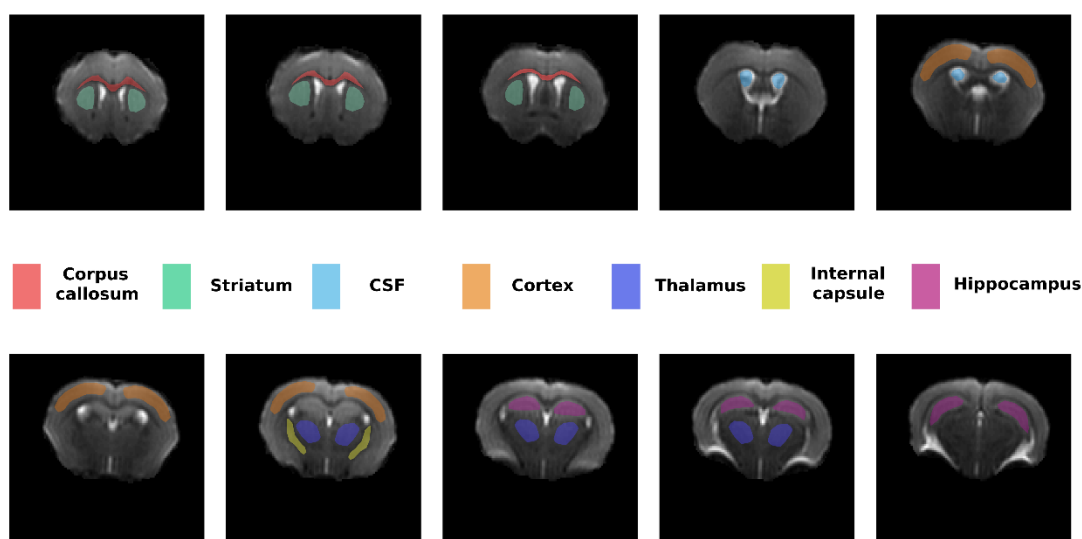 Corpus
callosum
Striatum
CSF
Cortex
Thalamus
Internal
capsule
Hippocampus